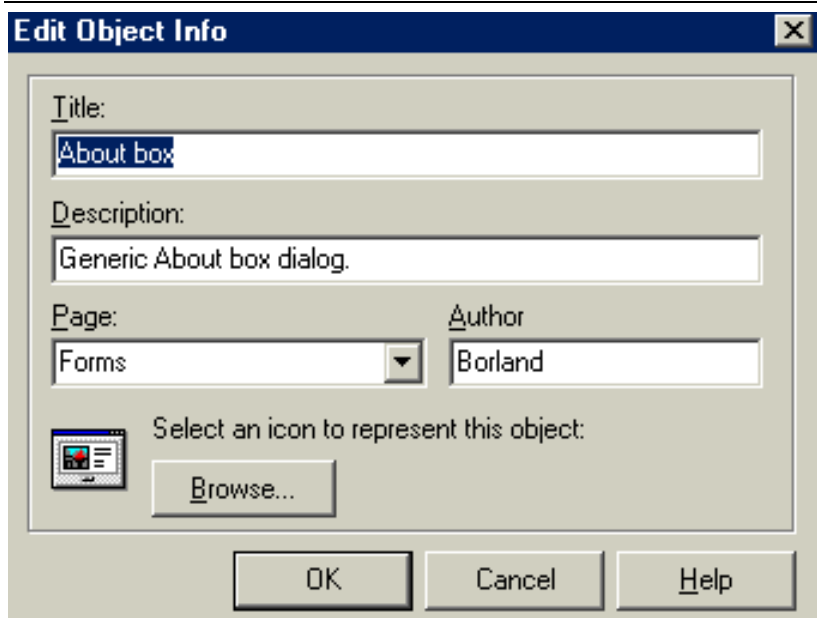 Edit Object Info
Title:
About box
Description:
Generic About box dialog.
Page:
Author
Forms
Borland
Select an icon to represent this object:
Browse...
OK
Cancel
Help